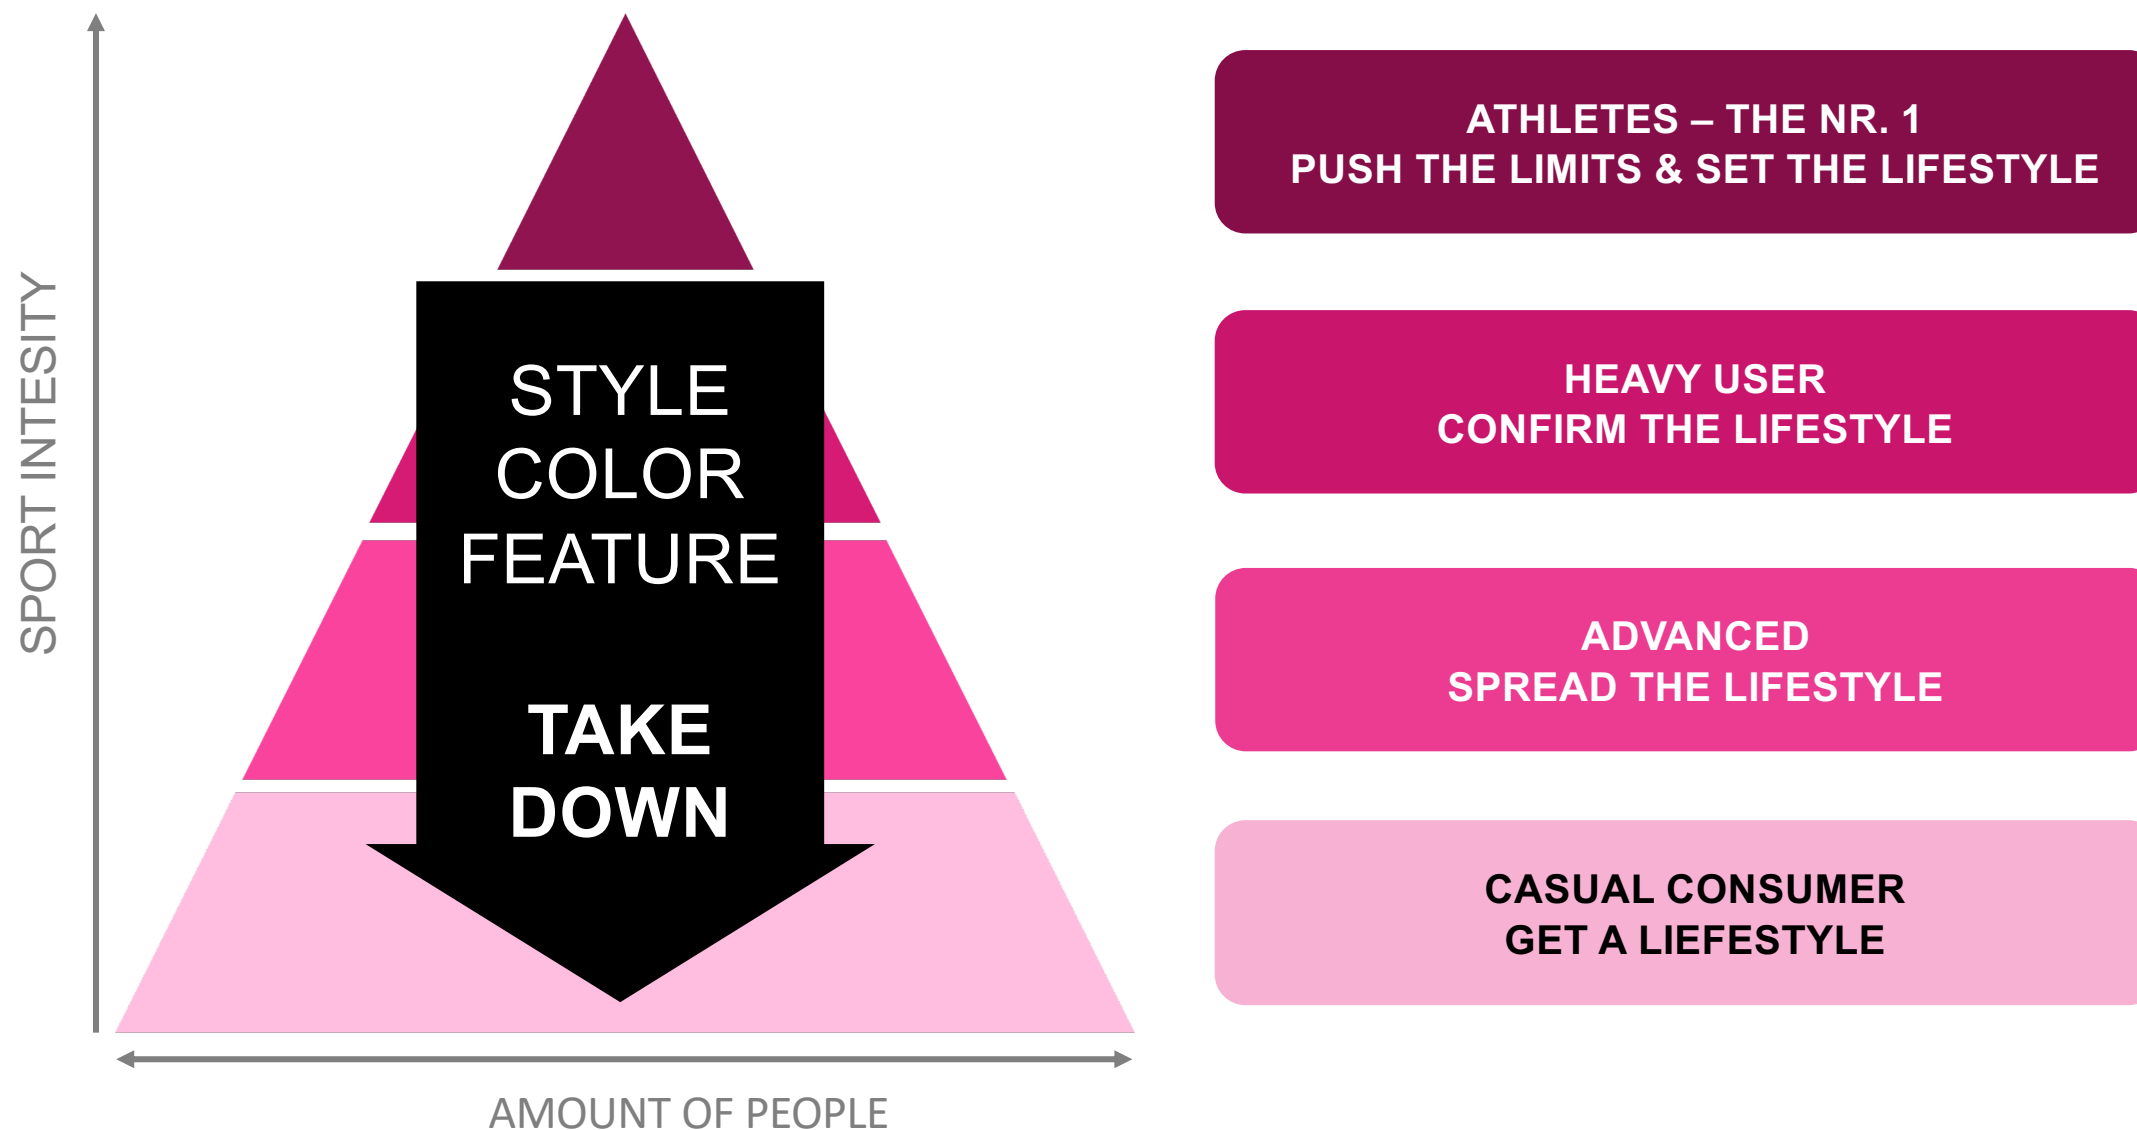 SPORT INTESITY
STYLE
COLOR
FEATURE
TAKE
DOWN
AMOUNT OF PEOPLE
ATHLETES – THE NR. 1
PUSH THE LIMITS & SET THE LIFESTYLE
HEAVY USER
CONFIRM THE LIFESTYLE
ADVANCED
SPREAD THE LIFESTYLE
CASUAL CONSUMER
GET A LIEFESTYLE